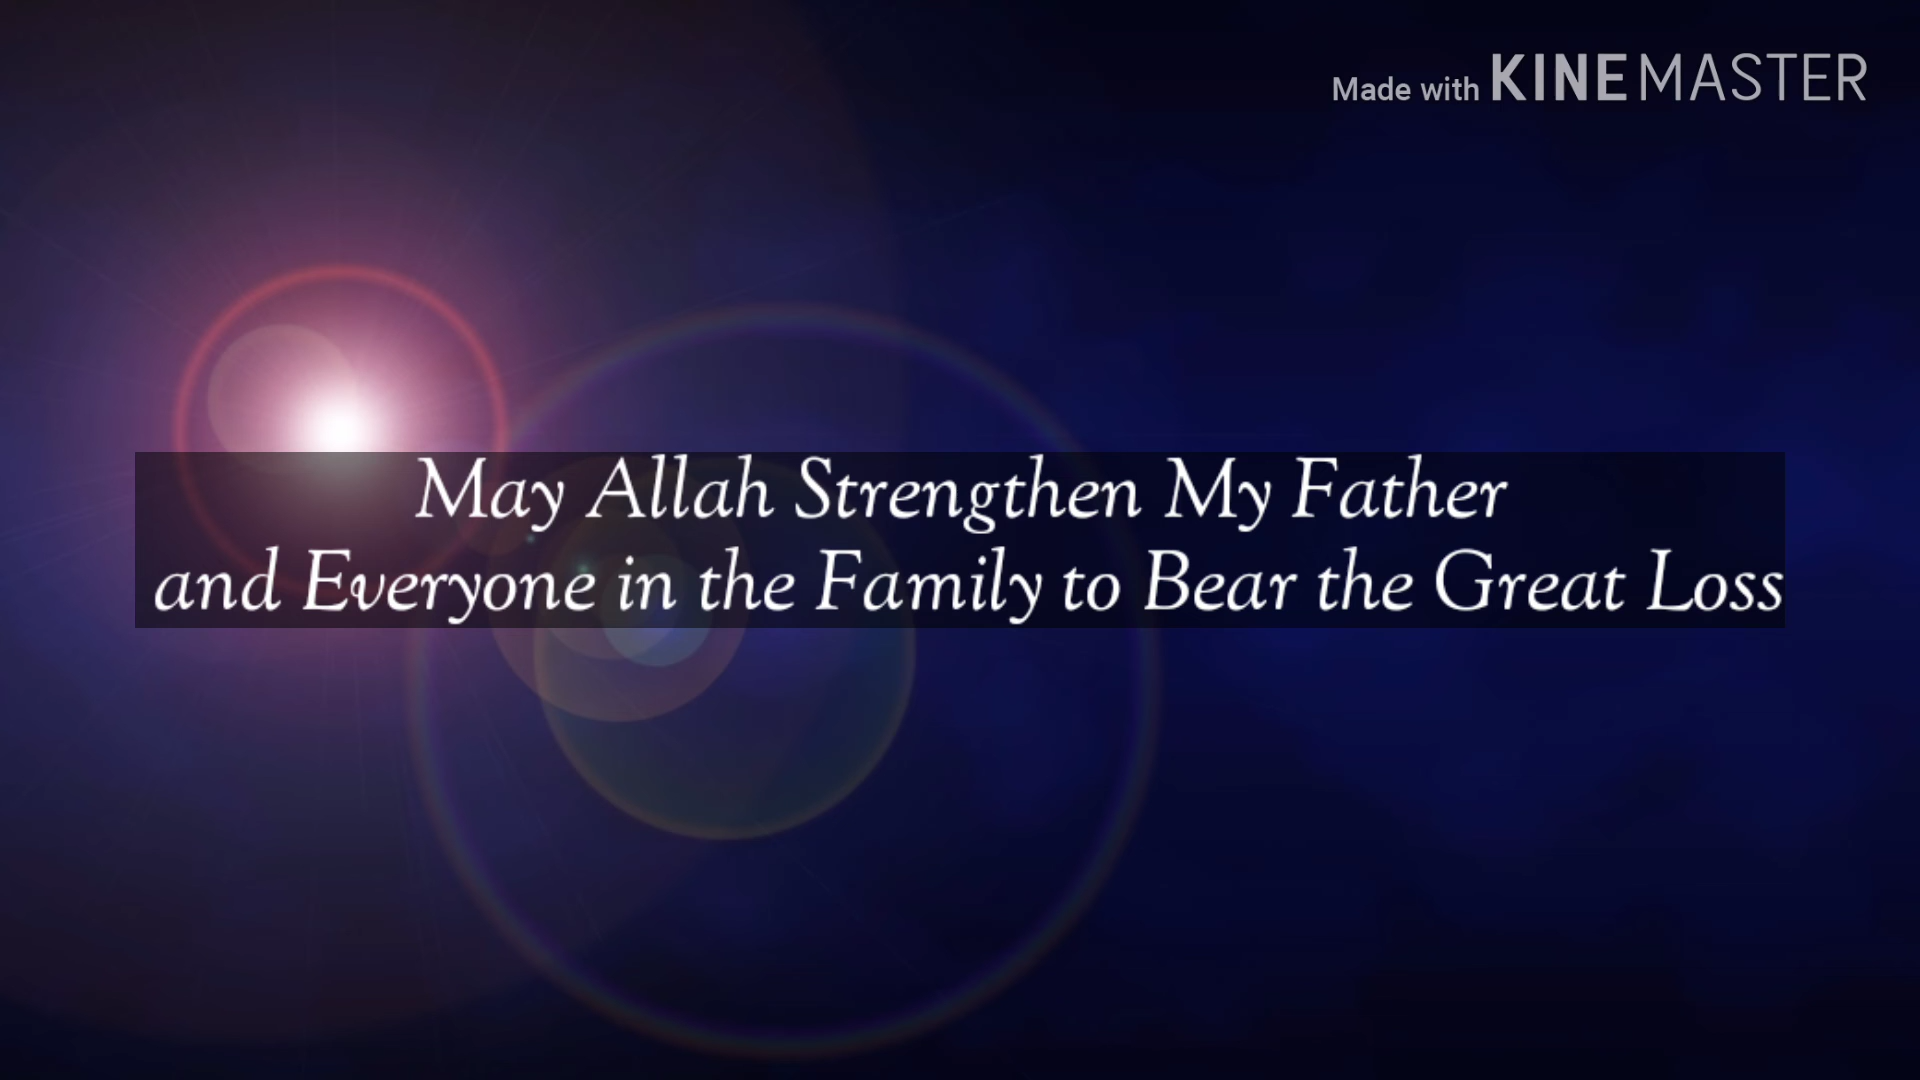 Made with KINEMASTER
May Allah Strengthen My Father
and Everyone in the Family to Bear the Great Loss